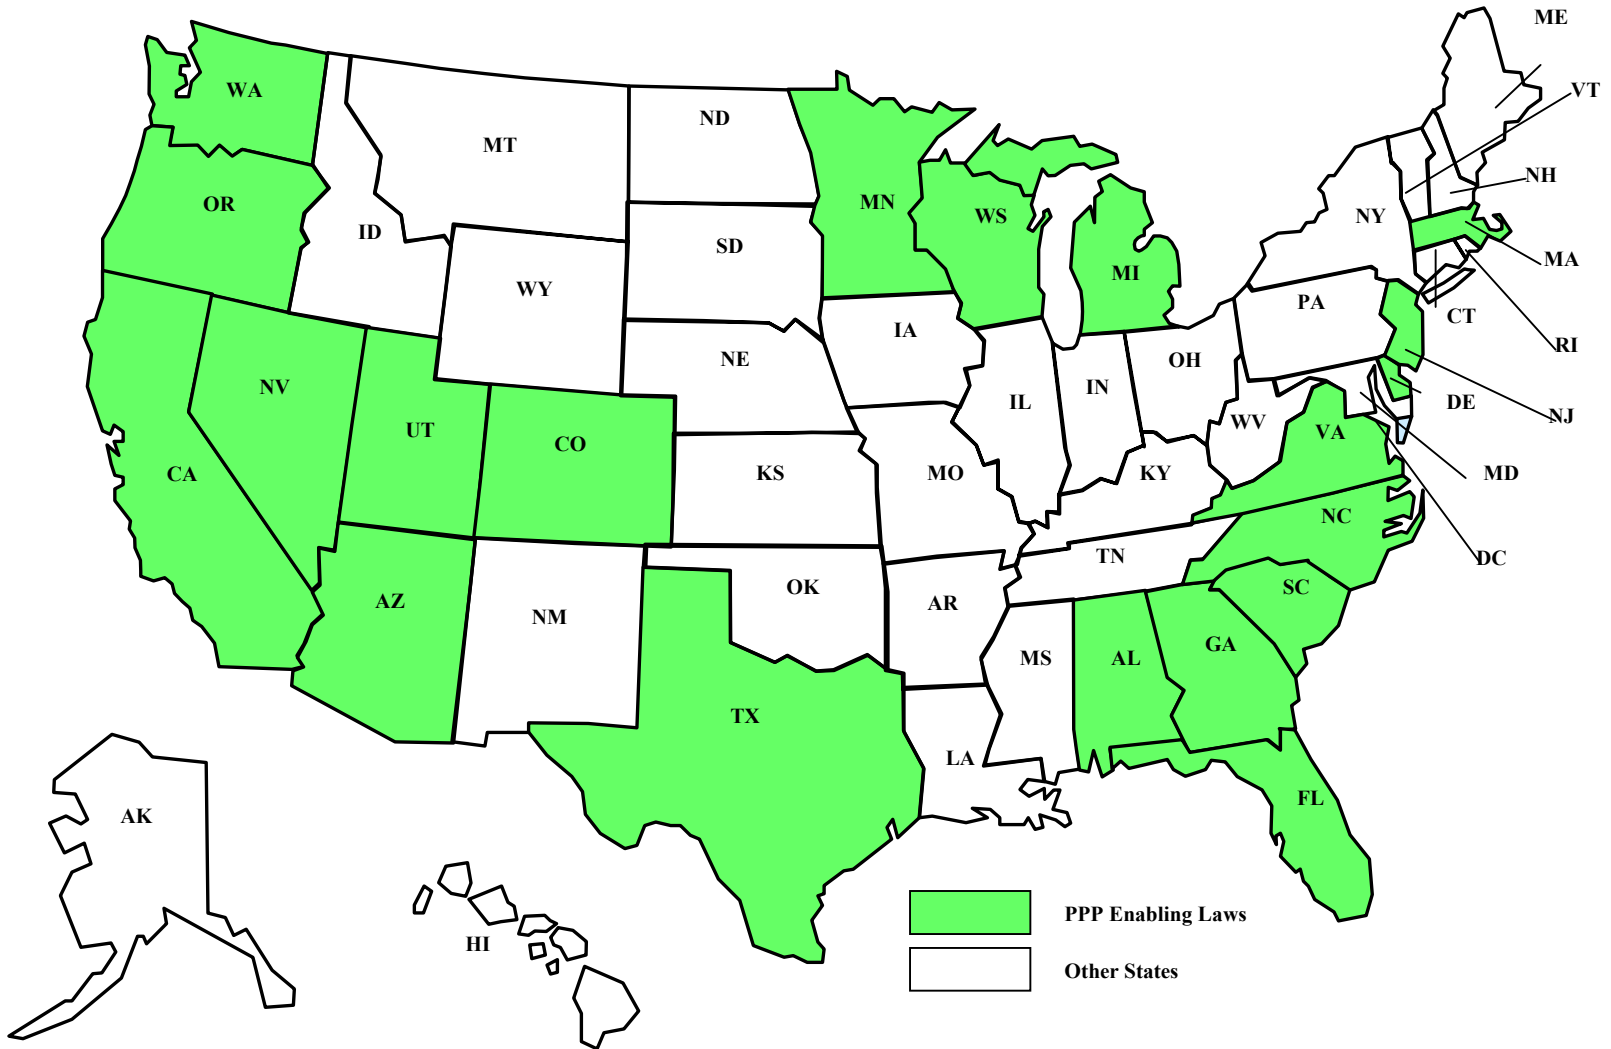 ME
WA
VT
ND
MT
NH
OR
MN
WS
NY
ID
SD
MA
MI
WY
PA
CT
IA
RI
NE
OH
NV
IN
IL
DE
NJ
UT
WV
VA
CO
CA
KS
MO
KY
MD
NC
TN
DC
OK
SC
AZ
AR
NM
GA
MS
AL
TX
LA
FL
AK
PPP Enabling Laws
HI
Other States